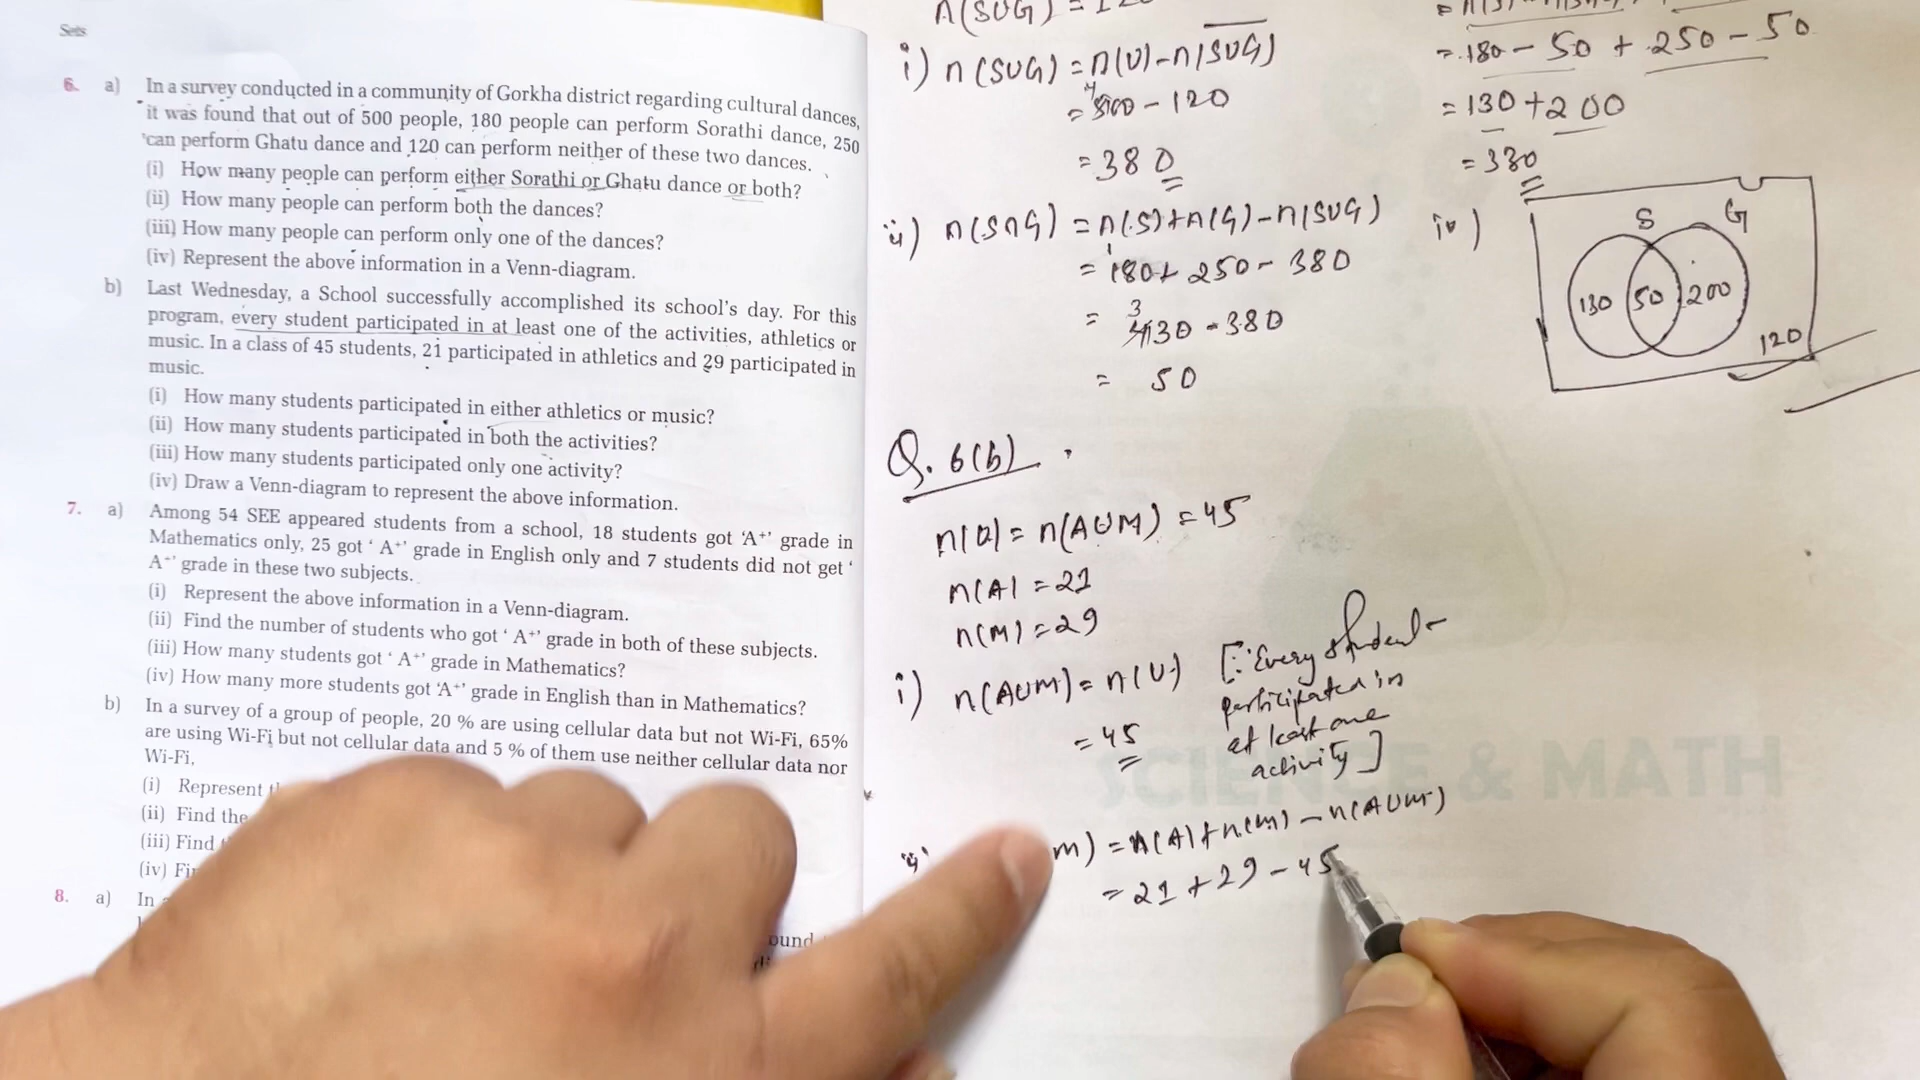 Sets
6. a) In a survey conducted in a community of Gorkha district regarding cultural dances,
it was found that out of 500 people, 180 people can perform Sorathi dance, 250
can perform Ghatu dance and 120 can perform neither of these two dances.
(i) How many people can perform either Sorathi or Ghatu dance or both?
(ii) How many people can perform both the dances?
(iii) How many people can perform only one of the dances?
(iv) Represent the above information in a Venn-diagram.
b) Last Wednesday, a School successfully accomplished its school's day. For this
program, every student participated in at least one of the activities, athletics or
music. In a class of 45 students, 21 participated in athletics and 29 participated in
music.
(i) How many students participated in either athletics or music?
(ii) How many students participated in both the activities?
(iii) How many students participated only one activity?
(iv) Draw a Venn-diagram to represent the above information.
7. a) Among 54 SEE appeared students from a school, 18 students got 'A+' grade in
Mathematics only, 25 got ' A+' grade in English only and 7 students did not get '
A+' grade in these two subjects.
(i) Represent the above information in a Venn-diagram.
(ii) Find the number of students who got ' A+' grade in both of these subjects.
(iii) How many students got ' A+' grade in Mathematics?
(iv) How many more students got 'A+' grade in English than in Mathematics?
b) In a survey of a group of people, 20 % are using cellular data but not Wi-Fi, 65%
are using Wi-Fi but not cellular data and 5 % of them use neither cellular data nor
Wi-Fi,
(i) Represent
(ii) Find the
(iii) Find
(iv)
8. a) In
i) n(SUG) = n(U) - n(SUG)
- 120
= 380
ii) n(S∩G) = n(S) + n(G) - n(SUG)
= 180 + 250 - 380
= 430 - 380
= 50
= 180 - 50 + 250 - 50
= 130 + 200
= 330
iv)
S G
130 50 200
120
Q. 6(b)
n(U) = n(AUM) = 45
n(A) = 21
n(M) = 29
i) n(AUM) = n(U) [∵ Every student
participated in
= 45 at least one
activity]
ii) m) = n(A) + n(M) - n(AUM)
= 21 + 29 - 45
SCIENCE & MATH